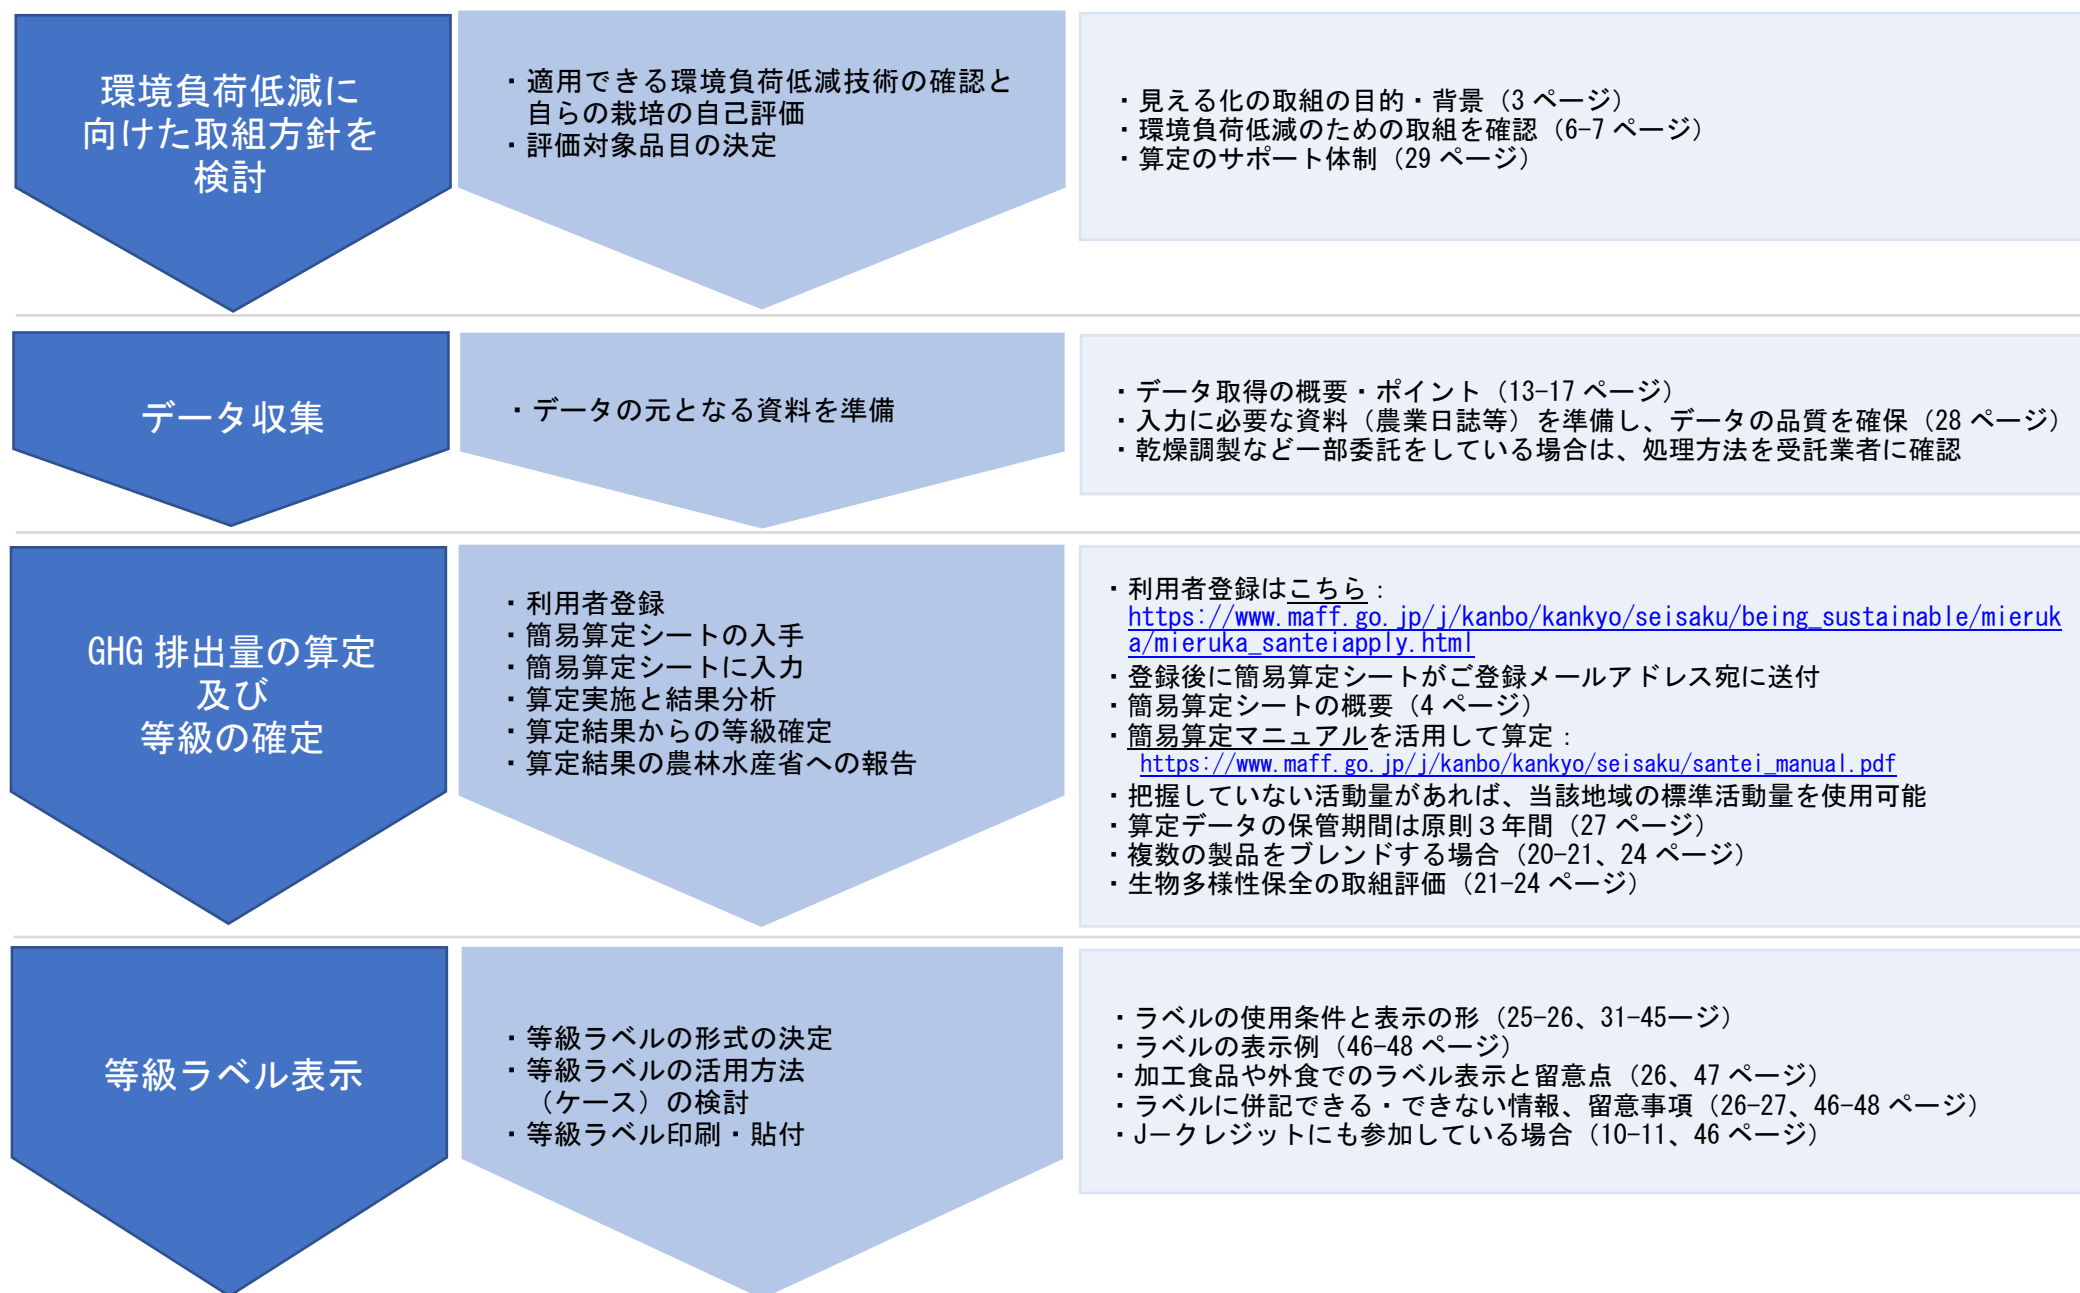 環境負荷低減に
向けた取組方針を
検討
・適用できる環境負荷低減技術の確認と
自らの栽培の自己評価
・評価対象品目の決定
・見える化の取組の目的・背景（3 ページ）
・環境負荷低減のための取組を確認（6-7 ページ）
・算定のサポート体制（29 ページ）
データ収集
・データの元となる資料を準備
・データ取得の概要・ポイント（13-17 ページ）
・入力に必要な資料（農業日誌等）を準備し、データの品質を確保（28 ページ）
・乾燥調製など一部委託をしている場合は、処理方法を受託業者に確認
GHG 排出量の算定
及び
等級の確定
・利用者登録
・簡易算定シートの入手
・簡易算定シートに入力
・算定実施と結果分析
・算定結果からの等級確定
・算定結果の農林水産省への報告
・利用者登録はこちら：
https://www.maff.go.jp/j/kanbo/kankyo/seisaku/being_sustainable/mieruk
a/mieruka_santeiapply.html
・登録後に簡易算定シートがご登録メールアドレス宛に送付
・簡易算定シートの概要（4 ページ）
・簡易算定マニュアルを活用して算定：
https://www.maff.go.jp/j/kanbo/kankyo/seisaku/santei_manual.pdf
・把握していない活動量があれば、当該地域の標準活動量を使用可能
・算定データの保管期間は原則３年間（27 ページ）
・複数の製品をブレンドする場合（20-21、24 ページ）
・生物多様性保全の取組評価（21-24 ページ）
等級ラベル表示
・等級ラベルの形式の決定
・等級ラベルの活用方法
（ケース）の検討
・等級ラベル印刷・貼付
・ラベルの使用条件と表示の形（25-26、31-45ージ）
・ラベルの表示例（46-48 ページ）
・加工食品や外食でのラベル表示と留意点（26、47 ページ）
・ラベルに併記できる・できない情報、留意事項（26-27、46-48 ページ）
・Jークレジットにも参加している場合（10-11、46 ページ）